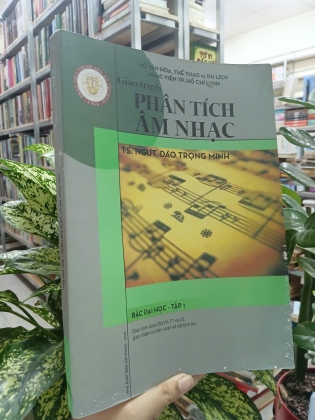 BỘ VĂN HÓA, THỂ THAO và DU LỊCH
NHẠC VIỆN TP. HỒ CHÍ MINH
Giáo trình
PHÂN TÍCH
ÂM NHẠC
TS. NGƯT ĐÀO TRỌNG MINH
BẬC ĐẠI HỌC - TẬP 1